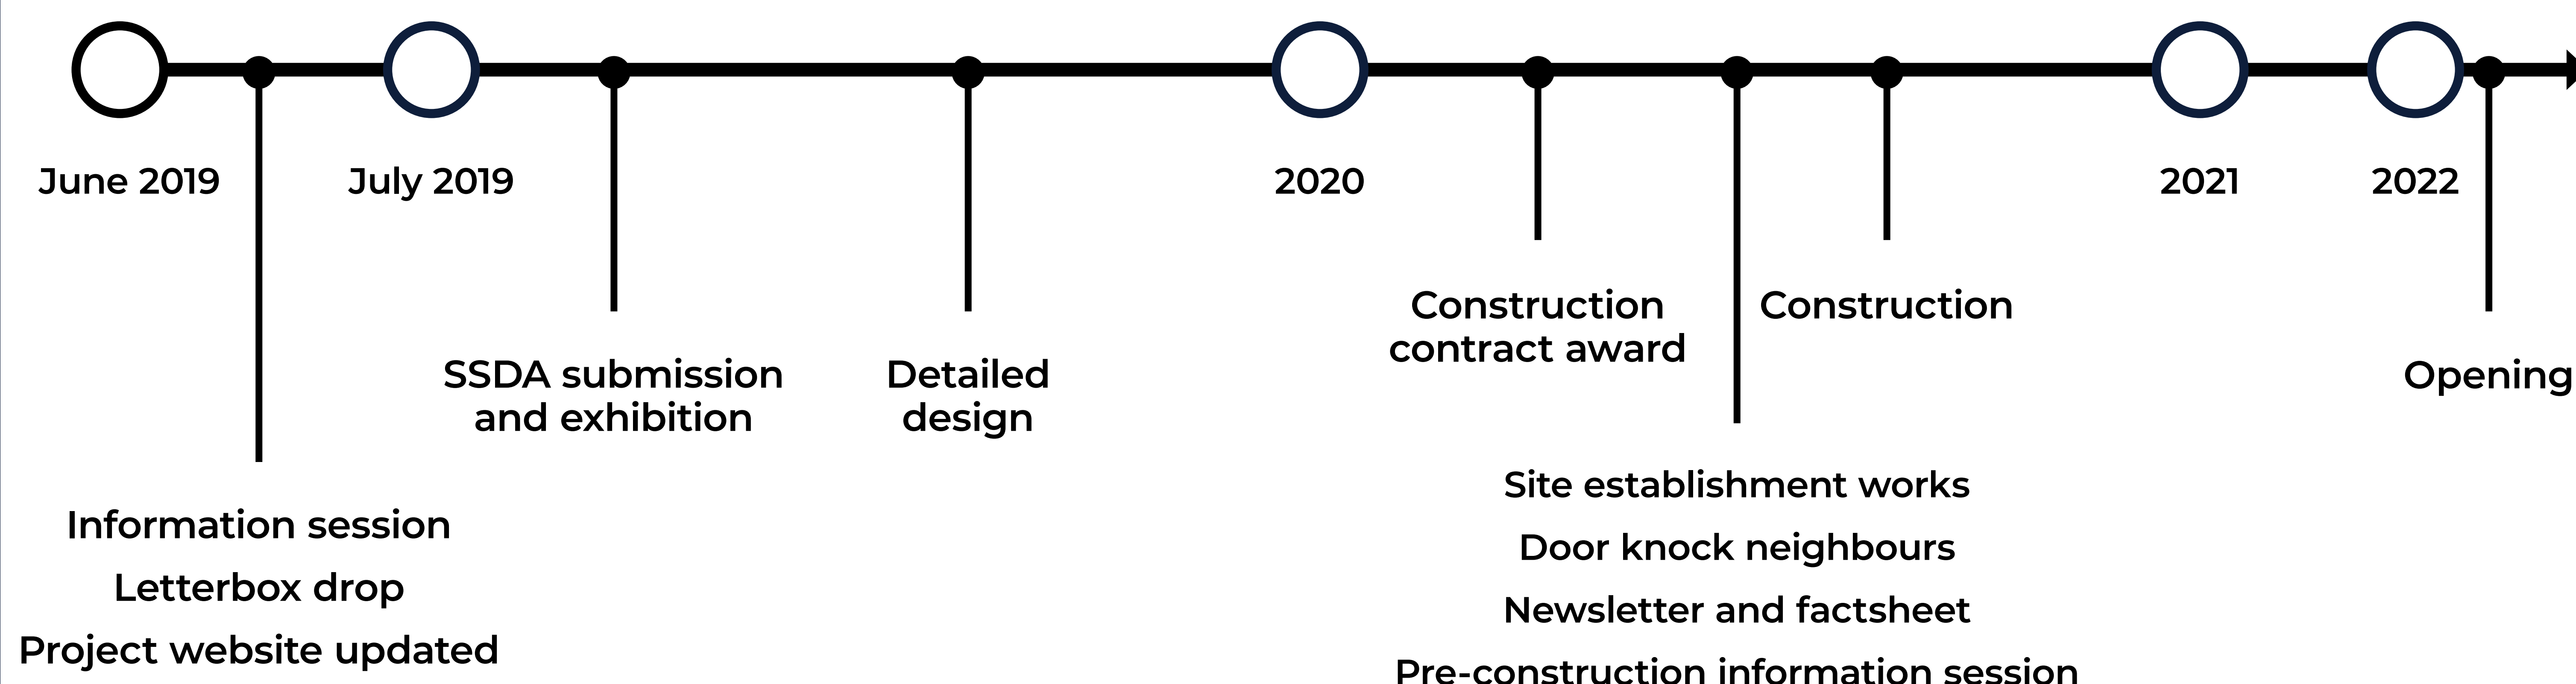 June 2019
July 2019
2020
2021
2022
Information session
Letterbox drop
Project website updated
SSDA submission
and exhibition
Detailed
design
Construction
contract award
Site establishment works
Door knock neighbours
Newsletter and factsheet
Pre-construction information session
Construction
Opening